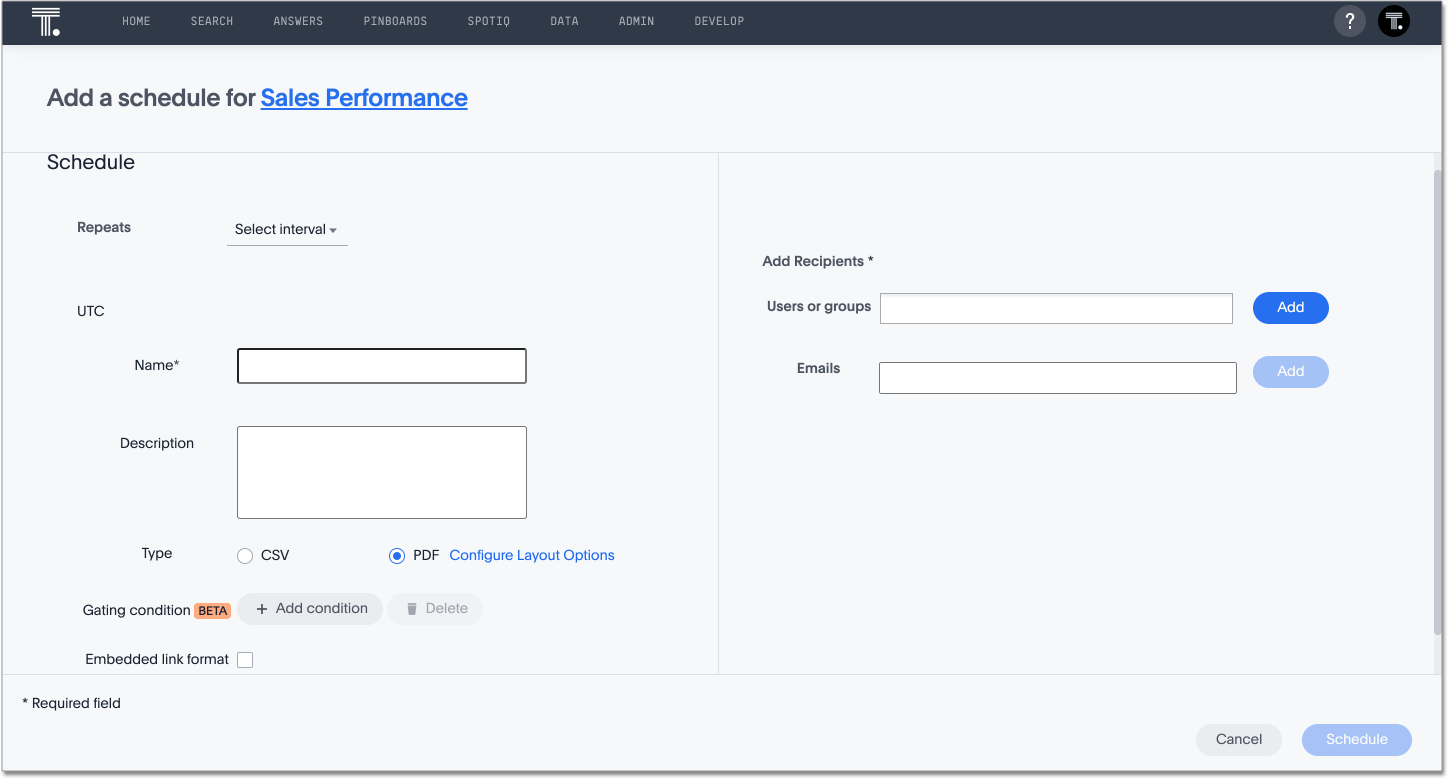 T. HOME SEARCH ANSWERS PINBOARDS SPOTIQ DATA ADMIN DEVELOP ? T.
Add a schedule for Sales Performance
Schedule
Repeats Select interval
UTC
Name*
Description
Type CSV PDF Configure Layout Options
Gating condition BETA + Add condition Delete
Embedded link format
Add Recipients *
Users or groups Add
Emails Add
* Required field
Cancel Schedule